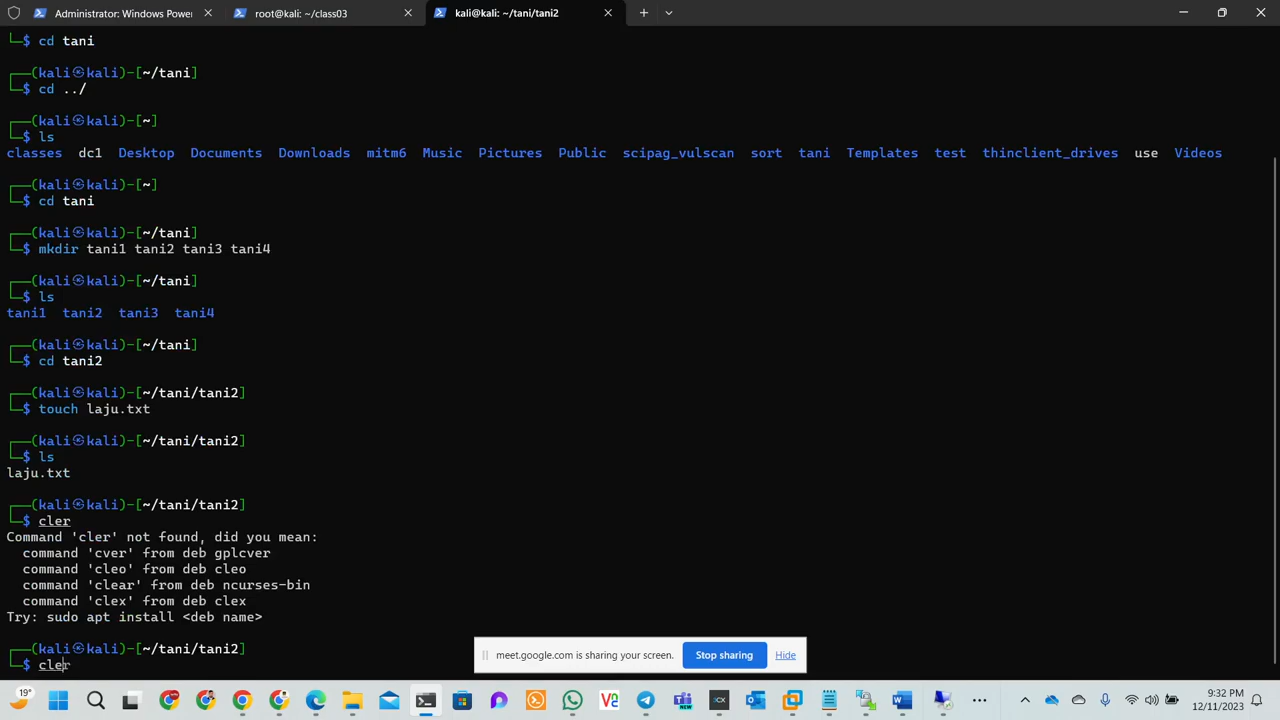 Administrator: Windows Power
root@kali: ~/class03
kali@kali: ~/tani/tani2
└─$ cd tani
┌──(kali㉿kali)-[~/tani]
└─$ cd ../
┌──(kali㉿kali)-[~]
└─$ ls
classes dc1 Desktop Documents Downloads mitm6 Music Pictures Public scipag_vulscan sort tani Templates test thinclient_drives use Videos
┌──(kali㉿kali)-[~]
└─$ cd tani
┌──(kali㉿kali)-[~/tani]
└─$ mkdir tani1 tani2 tani3 tani4
┌──(kali㉿kali)-[~/tani]
└─$ ls
tani1 tani2 tani3 tani4
┌──(kali㉿kali)-[~/tani]
└─$ cd tani2
┌──(kali㉿kali)-[~/tani/tani2]
└─$ touch laju.txt
┌──(kali㉿kali)-[~/tani/tani2]
└─$ ls
laju.txt
┌──(kali㉿kali)-[~/tani/tani2]
└─$ cler
Command 'cler' not found, did you mean:
command 'cver' from deb gplcver
command 'cleo' from deb cleo
command 'clear' from deb ncurses-bin
command 'clex' from deb clex
Try: sudo apt install <deb name>
┌──(kali㉿kali)-[~/tani/tani2]
└─$ cler
meet.google.com is sharing your screen.
Stop sharing
Hide
19°
NEW
9:32 PM
12/11/2023